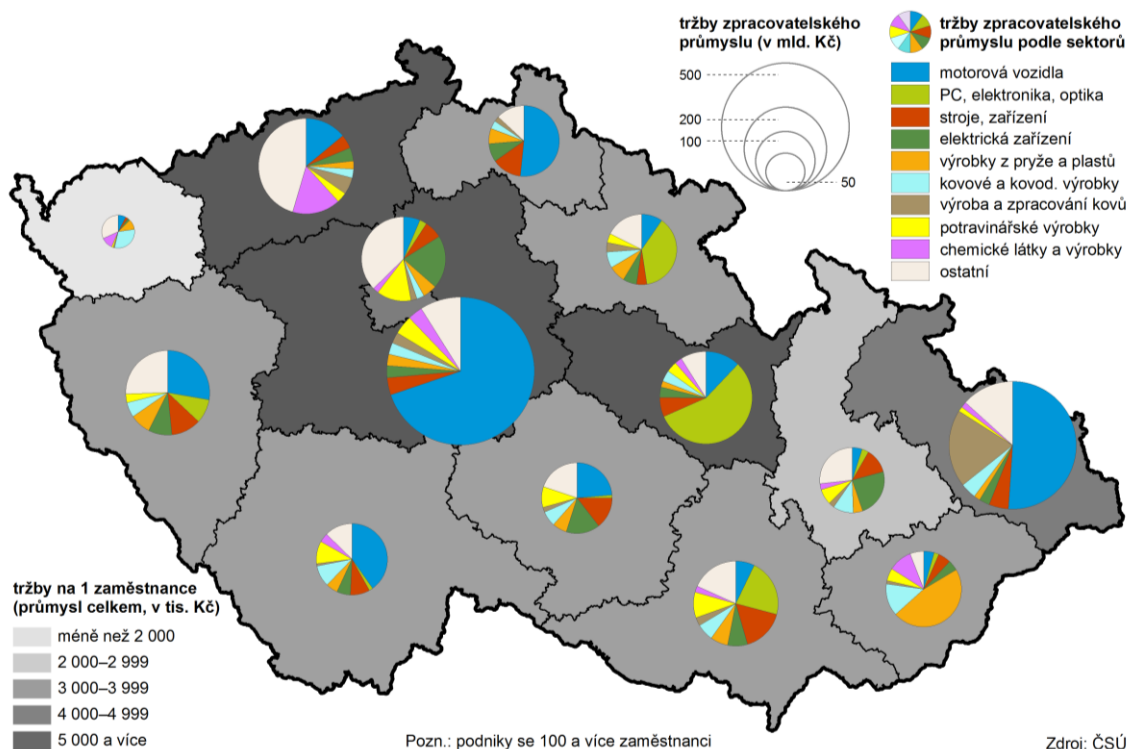 tržby zpracovatelského
průmyslu (v mld. Kč)
500
200
100
50
tržby zpracovatelského
průmyslu podle sektorů
motorová vozidla
PC, elektronika, optika
stroje, zařízení
elektrická zařízení
výrobky z pryže a plastů
kovové a kovod. výrobky
výroba a zpracování kovů
potravinářské výrobky
chemické látky a výrobky
ostatní
tržby na 1 zaměstnance
(průmysl celkem, v tis. Kč)
méně než 2 000
2 000–2 999
3 000–3 999
4 000–4 999
5 000 a více
Pozn.: podniky se 100 a více zaměstnanci
Zdroj: ČSÚ